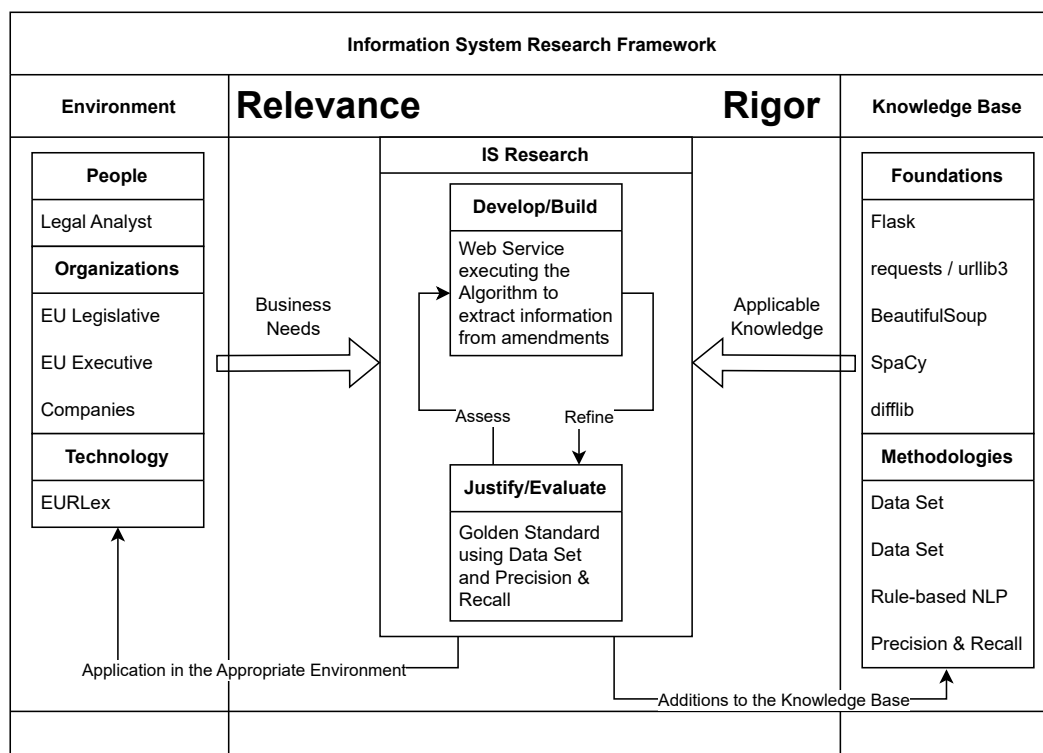 Information System Research Framework
Environment
Relevance
Rigor
Knowledge Base
People
Legal Analyst
Organizations
EU Legislative
EU Executive
Companies
Technology
EURLex
Business
Needs
IS Research
Develop/Build
Web Service
executing the
Algorithm to
extract information
from amendments
Assess
Refine
Justify/Evaluate
Golden Standard
using Data Set
and Precision &
Recall
Applicable
Knowledge
Foundations
Flask
requests / urllib3
BeautifulSoup
SpaCy
difflib
Methodologies
Data Set
Data Set
Rule-based NLP
Precision & Recall
Application in the Appropriate Environment
Additions to the Knowledge Base